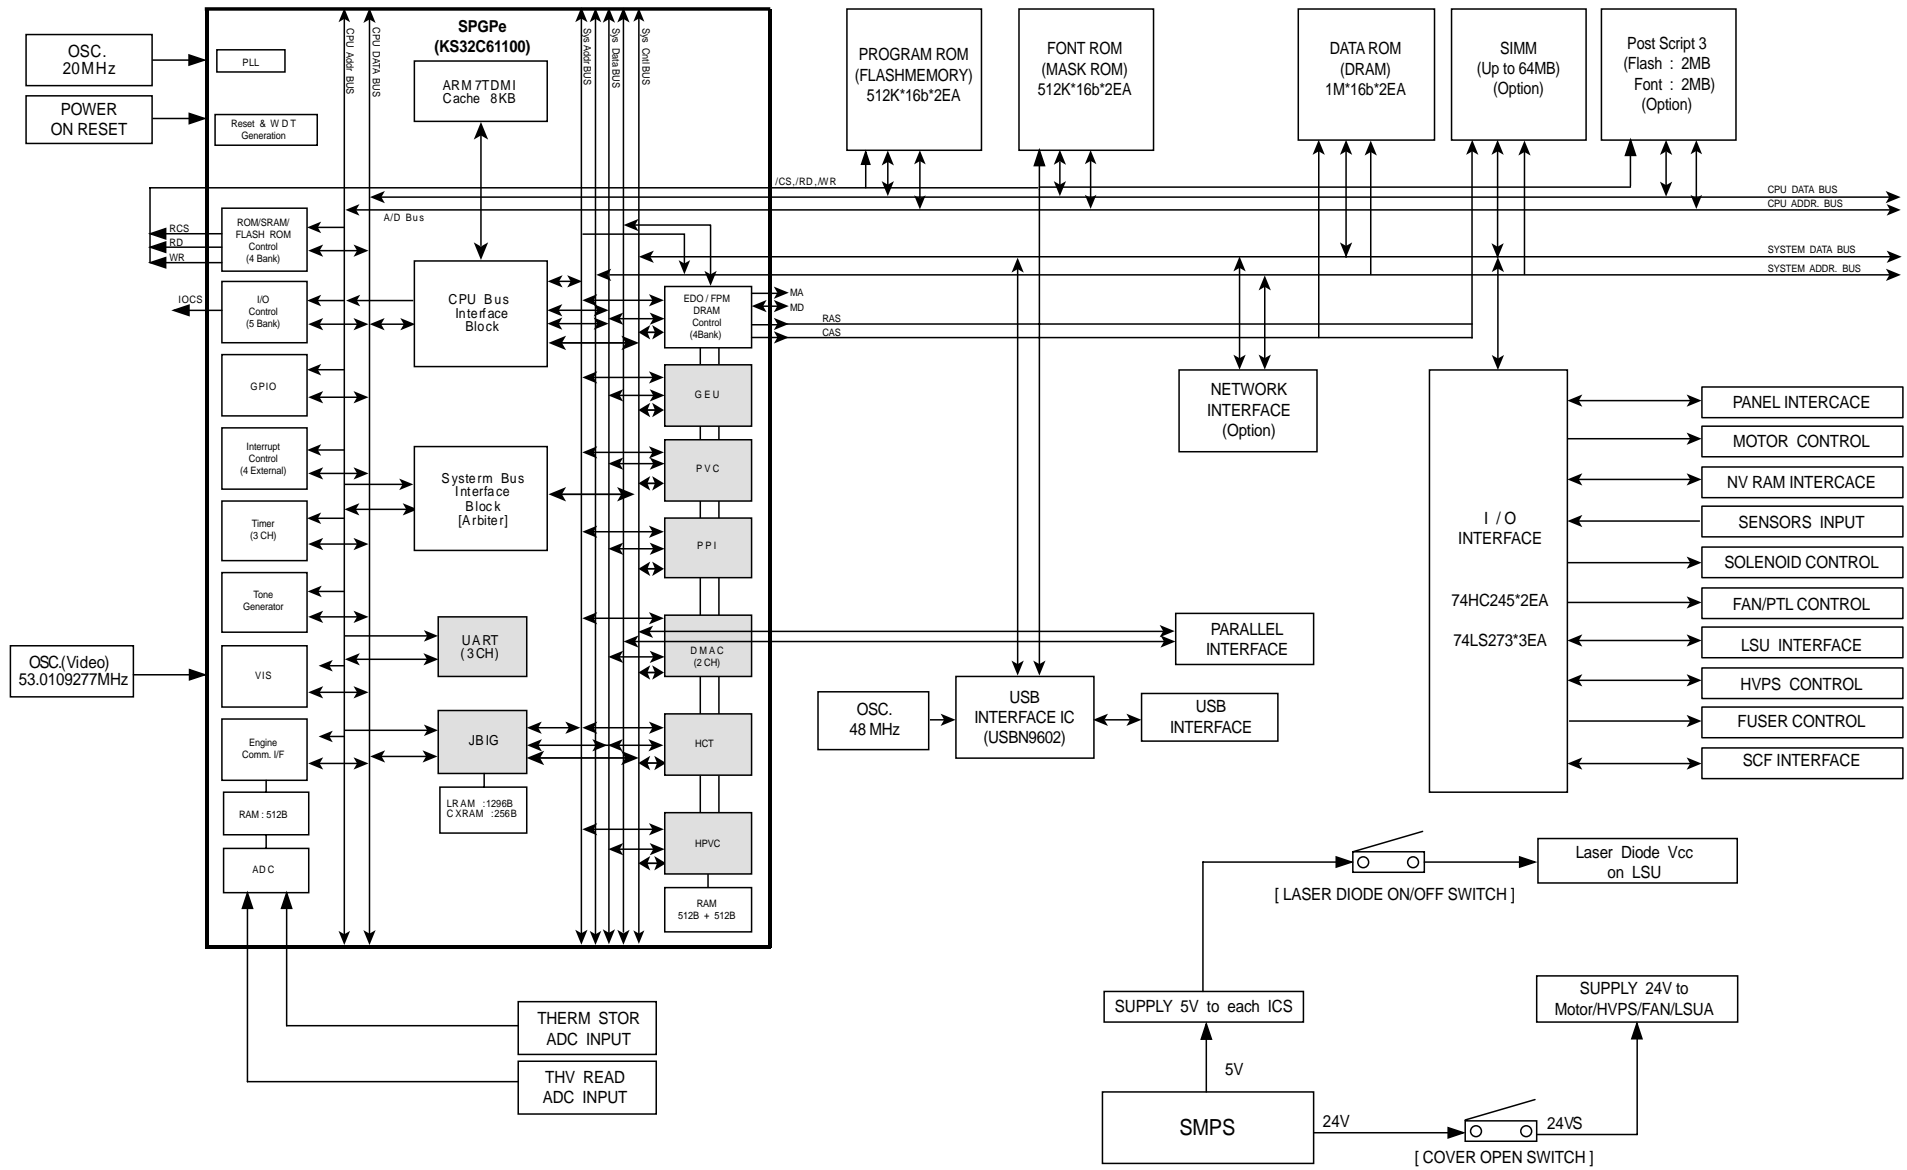 OSC.
20MHz
POWER
ON RESET
OSC.(Video)
53.0109277MHz
PLL
Reset & W D T
Generation
CPU Addr BUS
CPU DATA BUS
SPGPe
(KS32C61100)
ARM 7TDMI
Cache 8KB
Sys Addr BUS
Sys Data BUS
Sys Cntl BUS
PROGRAM ROM
(FLASHMEMORY)
512K*16b*2EA
FONT ROM
(MASK ROM)
512K*16b*2EA
DATA ROM
(DRAM)
1M*16b*2EA
SIMM
(Up to 64MB)
(Option)
Post Script 3
(Flash : 2MB
Font : 2MB)
(Option)
/CS,/RD,/WR
A/D Bus
CPU DATA BUS
CPU ADDR. BUS
SYSTEM DATA BUS
SYSTEM ADDR. BUS
RCS
RD
WR
IOCS
ROM/SRAM/
FLASH ROM
Control
(4 Bank)
I/O
Control
(5 Bank)
GPIO
Interrupt
Control
(4 External)
Timer
(3 CH)
Tone
Generator
VIS
Engine
Comm. I/F
RAM : 512B
ADC
CPU Bus
Interface
Block
Systerm Bus
Interface
Block
[Arbiter]
UART
(3CH)
JBIG
LRAM :1296B
CXRAM :256B
EDO / FPM
DRAM
Control
(4Bank)
MA
MD
RAS
CAS
GEU
PVC
PPI
DMAC
(2 CH)
HCT
HPVC
RAM
512B + 512B
NETWORK
INTERFACE
(Option)
PARALLEL
INTERFACE
OSC.
48 MHz
USB
INTERFACE IC
(USBN9602)
USB
INTERFACE
I / O
INTERFACE
74HC245*2EA
74LS273*3EA
PANEL INTERCACE
MOTOR CONTROL
NV RAM INTERCACE
SENSORS INPUT
SOLENOID CONTROL
FAN/PTL CONTROL
LSU INTERFACE
HVPS CONTROL
FUSER CONTROL
SCF INTERFACE
THERM STOR
ADC INPUT
THV READ
ADC INPUT
Laser Diode Vcc
on LSU
[ LASER DIODE ON/OFF SWITCH ]
SUPPLY 5V to each ICS
SUPPLY 24V to
Motor/HVPS/FAN/LSUA
5V
SMPS
24V
24VS
[ COVER OPEN SWITCH ]